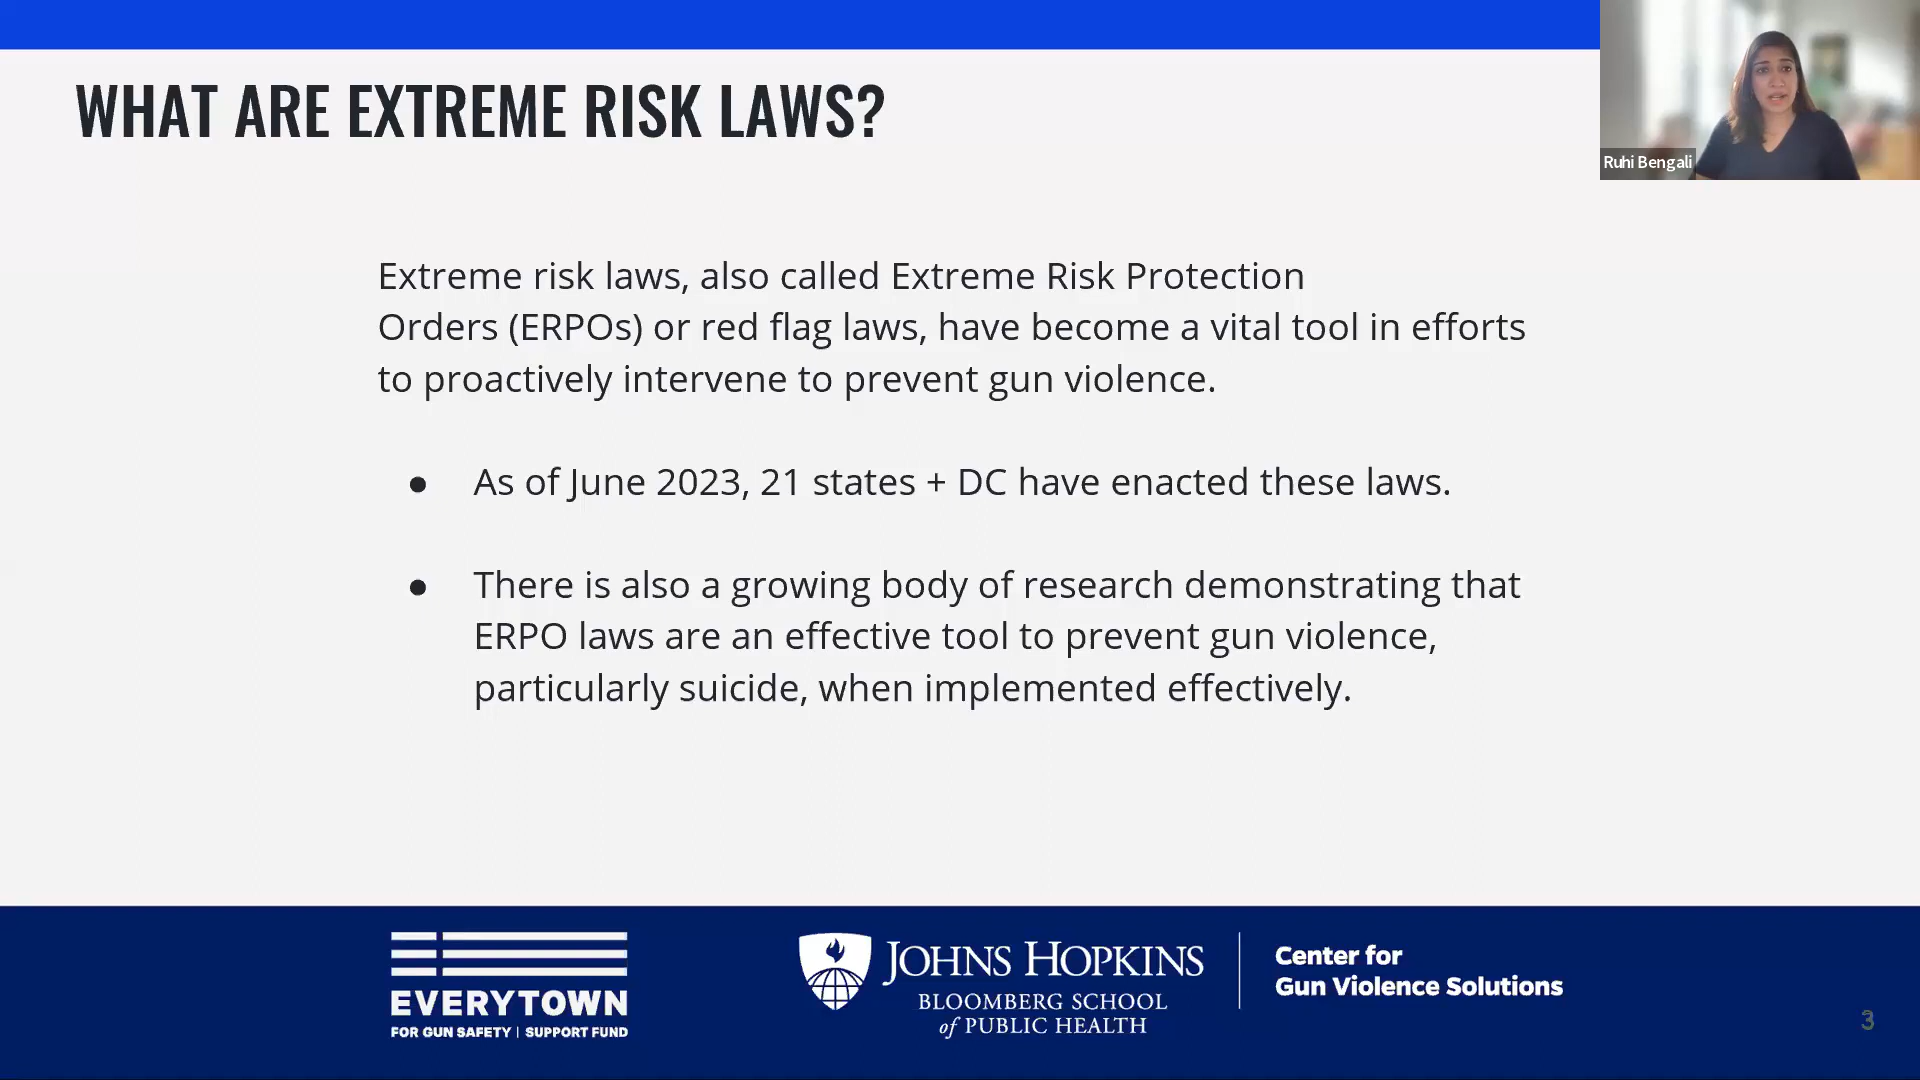 WHAT ARE EXTREME RISK LAWS?
Ruhi Bengali
Extreme risk laws, also called Extreme Risk Protection
Orders (ERPOs) or red flag laws, have become a vital tool in efforts
to proactively intervene to prevent gun violence.
● As of June 2023, 21 states + DC have enacted these laws.
● There is also a growing body of research demonstrating that
ERPO laws are an effective tool to prevent gun violence,
particularly suicide, when implemented effectively.
EVERYTOWN
FOR GUN SAFETY | SUPPORT FUND
JOHNS HOPKINS
BLOOMBERG SCHOOL
of PUBLIC HEALTH
Center for
Gun Violence Solutions
3